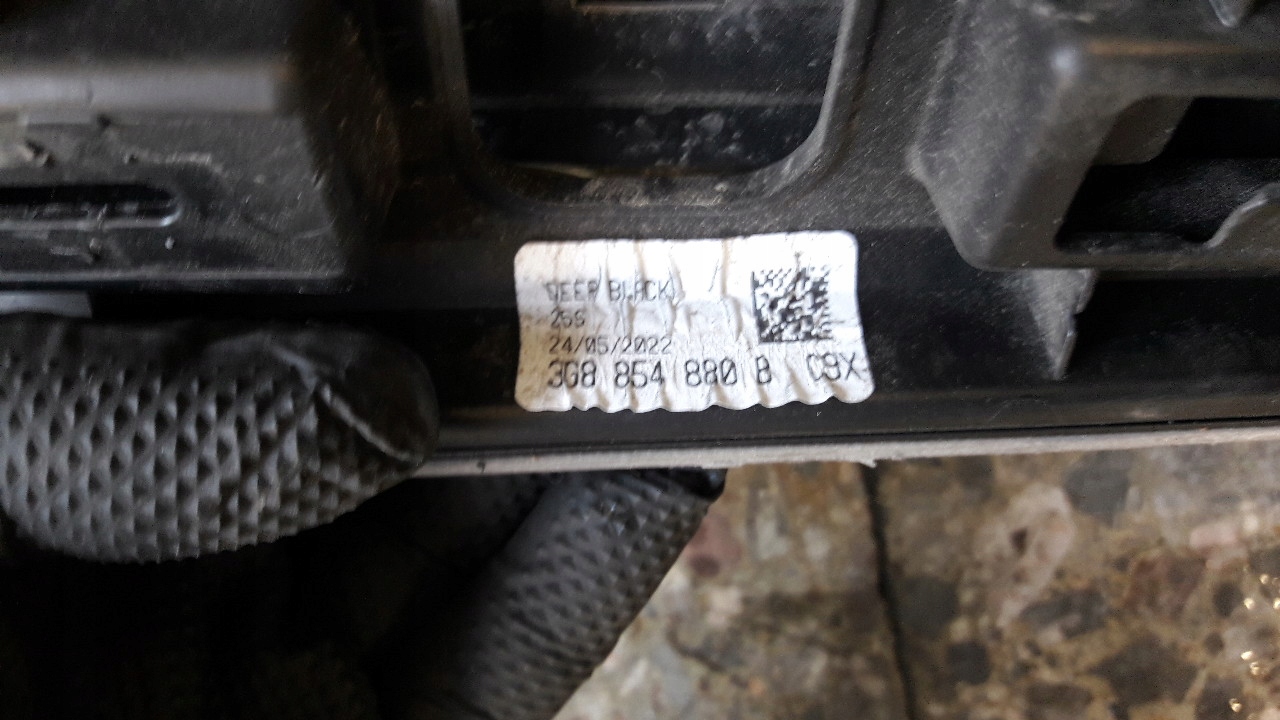 DEEP BLACK
25S
24/05/2022
3G8 854 880 B C9X